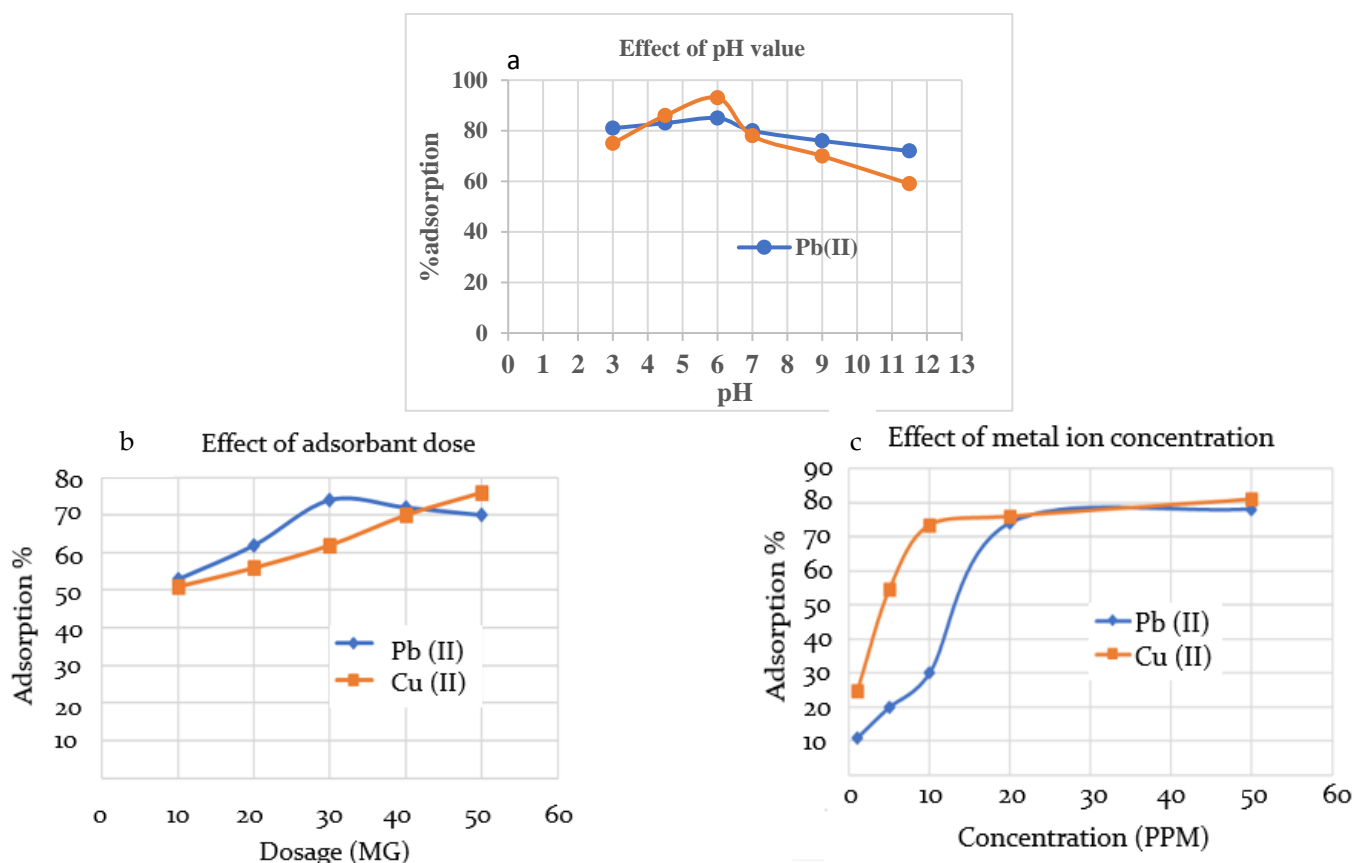 a
Effect of pH value
100
80
60
40
20
0
%adsorption
Pb(II)
0 1 2 3 4 5 6 7 8 9 10 11 12 13
pH
b
Effect of adsorbant dose
80
70
60
50
40
30
20
10
Adsorption %
Pb (II)
Cu (II)
0 10 20 30 40 50 60
Dosage (MG)
c
Effect of metal ion concentration
90
80
70
60
50
40
30
20
10
Adsorption %
Pb (II)
Cu (II)
0 10 20 30 40 50 60
Concentration (PPM)